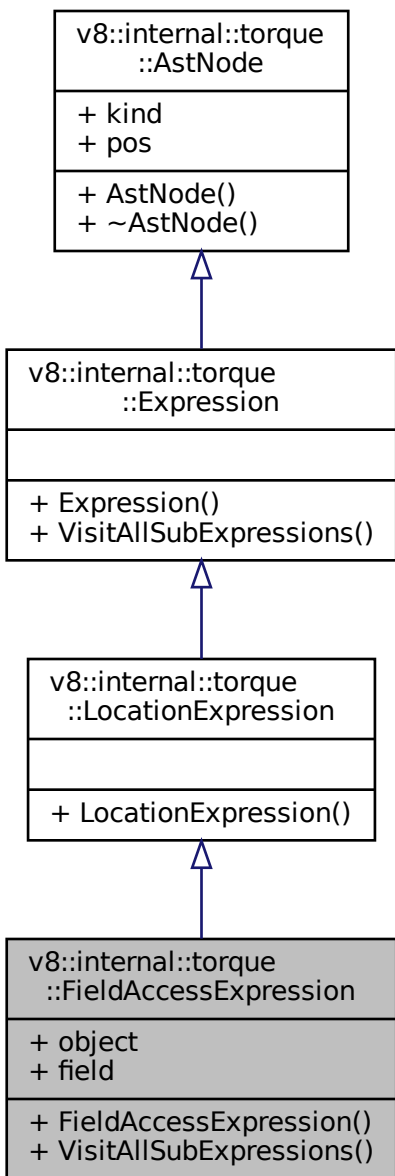 v8::internal::torque
::AstNode
+ kind
+ pos
+ AstNode()
+ ~AstNode()
v8::internal::torque
::Expression
+ Expression()
+ VisitAllSubExpressions()
v8::internal::torque
::LocationExpression
+ LocationExpression()
v8::internal::torque
::FieldAccessExpression
+ object
+ field
+ FieldAccessExpression()
+ VisitAllSubExpressions()